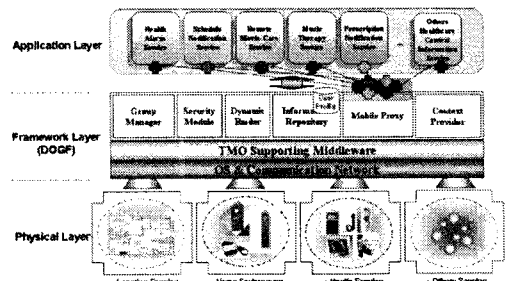 Application Layer
Health Alarm Service
Schedule Notification Service
Remote Care Service
Music Therapy Service
Prescription Notification Service
Others Healthcare Context Information Service
User Profile
Framework Layer (DOGF)
Group Manager
Security Module
Dynamic Binder
Information Repository
Mobile Proxy
Context Provider
TMO Supporting Middleware
OS & Communication Network
Physical Layer